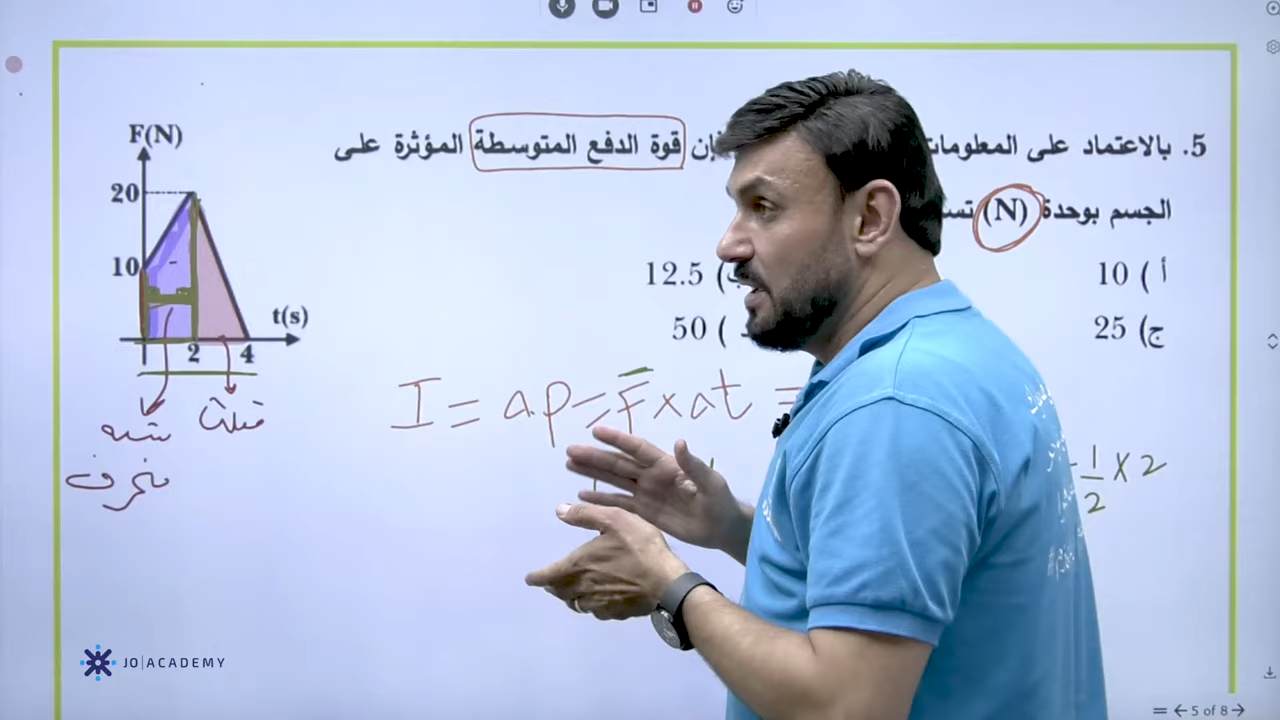 5. بالاعتماد على المعلومات فإن قوة الدفع المتوسطة المؤثرة على
الجسم بوحدة (N)
أ ) 10
ب) 12.5
ج) 25
50 (
F(N)
20
10
2 4
t(s)
مثلث
شبه
منحرف
I = ΔP = F̄ × Δt =
1/2 × 2
JO|ACADEMY
5 of 8